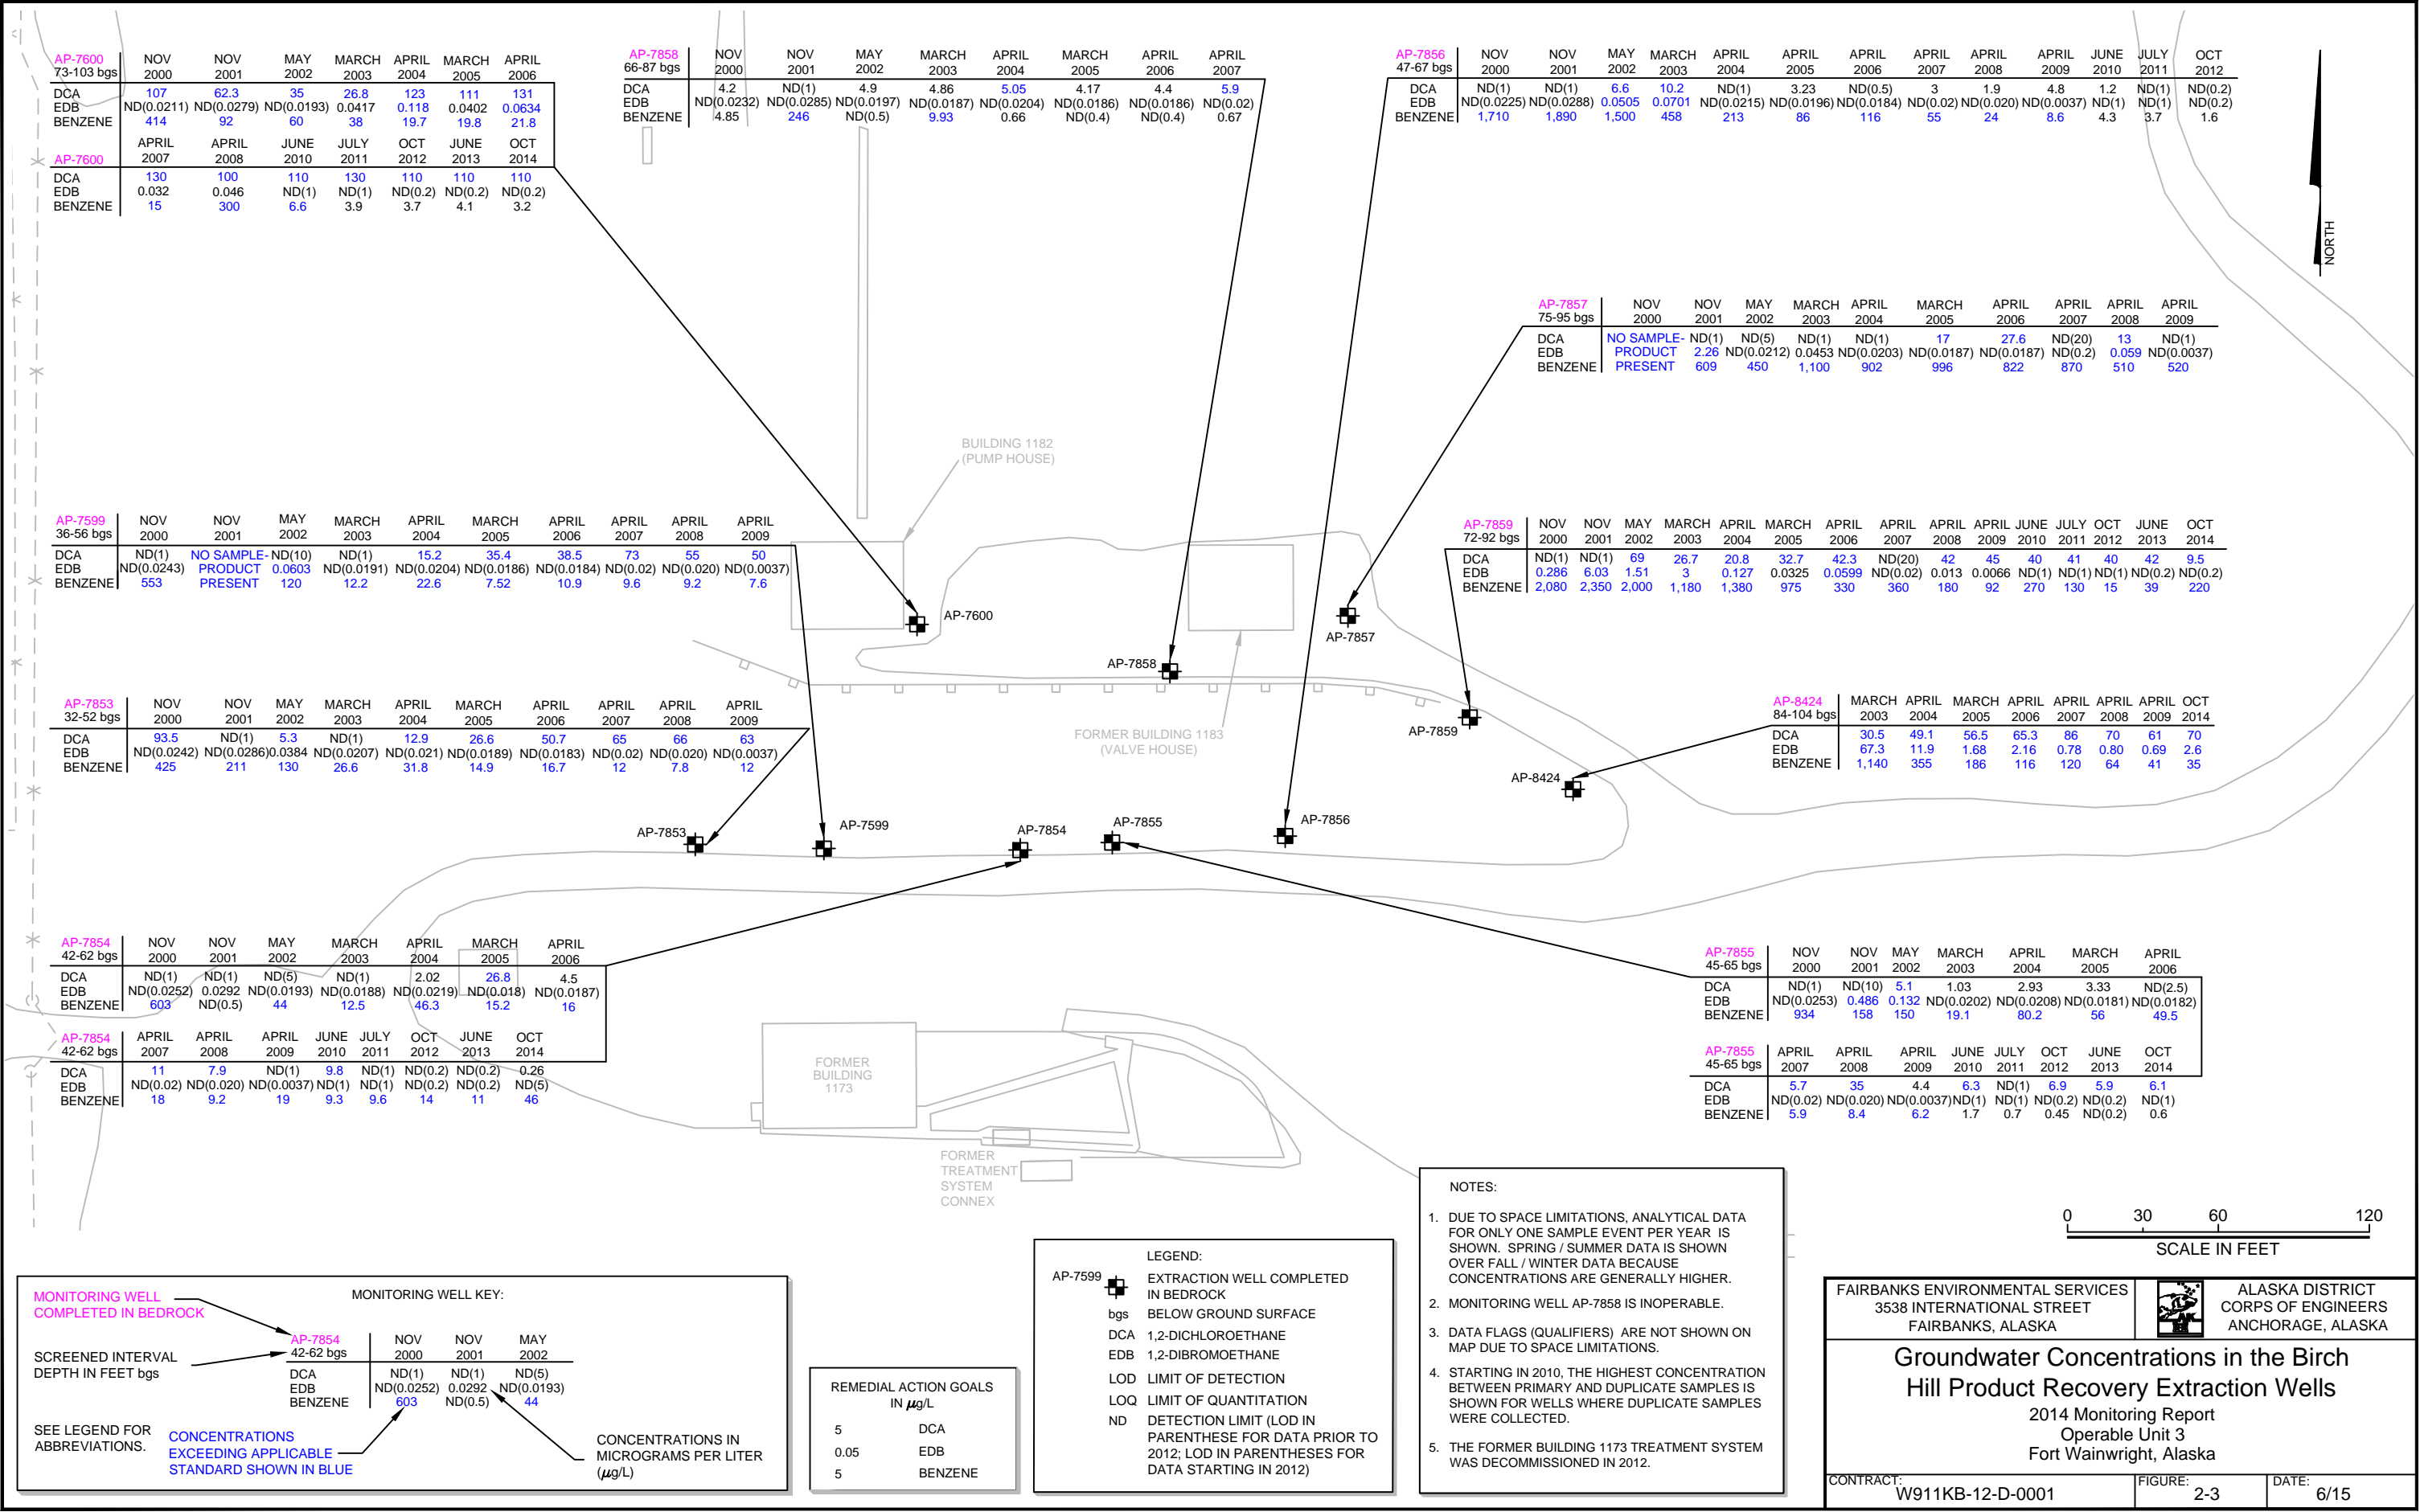 AP-7600 NOV NOV MAY MARCH APRIL MARCH APRIL
73-103 bgs 2000 2001 2002 2003 2004 2005 2006
DCA 107 62.3 35 26.8 123 111 131
EDB ND(0.0211) ND(0.0279) ND(0.0193) 0.0417 0.118 0.0402 0.0634
BENZENE 414 92 60 38 19.7 19.8 21.8
APRIL APRIL JUNE JULY OCT JUNE OCT
AP-7600 2007 2008 2010 2011 2012 2013 2014
DCA 130 100 110 130 110 110 110
EDB 0.032 0.046 ND(1) ND(1) ND(0.2) ND(0.2) ND(0.2)
BENZENE 15 300 6.6 3.9 3.7 4.1 3.2
AP-7858 NOV NOV MAY MARCH APRIL MARCH APRIL APRIL
66-87 bgs 2000 2001 2002 2003 2004 2005 2006 2007
DCA 4.2 ND(1) 4.9 4.86 5.05 4.17 4.4 5.9
EDB ND(0.0232) ND(0.0285) ND(0.0197) ND(0.0187) ND(0.0204) ND(0.0186) ND(0.0186) ND(0.02)
BENZENE 4.85 246 ND(0.5) 9.93 0.66 ND(0.4) ND(0.4) 0.67
AP-7856 NOV NOV MAY MARCH APRIL APRIL APRIL APRIL APRIL APRIL JUNE JULY OCT
47-67 bgs 2000 2001 2002 2003 2004 2005 2006 2007 2008 2009 2010 2011 2012
DCA ND(1) ND(1) 6.6 10.2 ND(1) 3.23 ND(0.5) 3 1.9 4.8 1.2 ND(1) ND(0.2)
EDB ND(0.0225) ND(0.0288) 0.0505 0.0701 ND(0.0215) ND(0.0196) ND(0.0184) ND(0.02) ND(0.020) ND(0.0037) ND(1) ND(1) ND(0.2)
BENZENE 1,710 1,890 1,500 458 213 86 116 55 24 8.6 4.3 3.7 1.6
NORTH
AP-7857 NOV NOV MAY MARCH APRIL MARCH APRIL APRIL APRIL APRIL
75-95 bgs 2000 2001 2002 2003 2004 2005 2006 2007 2008 2009
DCA NO SAMPLE- ND(1) ND(5) ND(1) ND(1) 17 27.6 ND(20) 13 ND(1)
EDB PRODUCT 2.26 ND(0.0212) 0.0453 ND(0.0203) ND(0.0187) ND(0.0187) ND(0.2) 0.059 ND(0.0037)
BENZENE PRESENT 609 450 1,100 902 996 822 870 510 520
BUILDING 1182
(PUMP HOUSE)
AP-7599 NOV NOV MAY MARCH APRIL MARCH APRIL APRIL APRIL APRIL
36-56 bgs 2000 2001 2002 2003 2004 2005 2006 2007 2008 2009
DCA ND(1) NO SAMPLE- ND(10) ND(1) 15.2 35.4 38.5 73 55 50
EDB ND(0.0243) PRODUCT 0.0603 ND(0.0191) ND(0.0204) ND(0.0186) ND(0.0184) ND(0.02) ND(0.020) ND(0.0037)
BENZENE 553 PRESENT 120 12.2 22.6 7.52 10.9 9.6 9.2 7.6
AP-7859 NOV NOV MAY MARCH APRIL MARCH APRIL APRIL APRIL APRIL JUNE JULY OCT JUNE OCT
72-92 bgs 2000 2001 2002 2003 2004 2005 2006 2007 2008 2009 2010 2011 2012 2013 2014
DCA ND(1) ND(1) 69 26.7 20.8 32.7 42.3 ND(20) 42 45 40 41 40 42 9.5
EDB 0.286 6.03 1.51 3 0.127 0.0325 0.0599 ND(0.02) 0.013 0.0066 ND(1) ND(1) ND(1) ND(0.2) ND(0.2)
BENZENE 2,080 2,350 2,000 1,180 1,380 975 330 360 180 92 270 130 15 39 220
AP-7600
AP-7857
AP-7858
AP-7859
FORMER BUILDING 1183
(VALVE HOUSE)
AP-7853 NOV NOV MAY MARCH APRIL MARCH APRIL APRIL APRIL APRIL
32-52 bgs 2000 2001 2002 2003 2004 2005 2006 2007 2008 2009
DCA 93.5 ND(1) 5.3 ND(1) 12.9 26.6 50.7 65 66 63
EDB ND(0.0242) ND(0.0286) 0.0384 ND(0.0207) ND(0.021) ND(0.0189) ND(0.0183) ND(0.02) ND(0.020) ND(0.0037)
BENZENE 425 211 130 26.6 31.8 14.9 16.7 12 7.8 12
AP-8424 MARCH APRIL MARCH APRIL APRIL APRIL APRIL OCT
84-104 bgs 2003 2004 2005 2006 2007 2008 2009 2014
DCA 30.5 49.1 56.5 65.3 86 70 61 70
EDB 67.3 11.9 1.68 2.16 0.78 0.80 0.69 2.6
BENZENE 1,140 355 186 116 120 64 41 35
AP-8424
AP-7853
AP-7599
AP-7854
AP-7855
AP-7856
AP-7854 NOV NOV MAY MARCH APRIL MARCH APRIL
42-62 bgs 2000 2001 2002 2003 2004 2005 2006
DCA ND(1) ND(1) ND(5) ND(1) 2.02 26.8 4.5
EDB ND(0.0252) 0.0292 ND(0.0193) ND(0.0188) ND(0.0219) ND(0.018) ND(0.0187)
BENZENE 603 ND(0.5) 44 12.5 46.3 15.2 16
AP-7854 APRIL APRIL APRIL JUNE JULY OCT JUNE OCT
42-62 bgs 2007 2008 2009 2010 2011 2012 2013 2014
DCA 11 7.9 ND(1) 9.8 ND(1) ND(0.2) ND(0.2) 0.26
EDB ND(0.02) ND(0.020) ND(0.0037) ND(1) ND(1) ND(0.2) ND(0.2) ND(5)
BENZENE 18 9.2 19 9.3 9.6 14 11 46
AP-7855 NOV NOV MAY MARCH APRIL MARCH APRIL
45-65 bgs 2000 2001 2002 2003 2004 2005 2006
DCA ND(1) ND(10) 5.1 1.03 2.93 3.33 ND(2.5)
EDB ND(0.0253) 0.486 0.132 ND(0.0202) ND(0.0208) ND(0.0181) ND(0.0182)
BENZENE 934 158 150 19.1 80.2 56 49.5
AP-7855 APRIL APRIL APRIL JUNE JULY OCT JUNE OCT
45-65 bgs 2007 2008 2009 2010 2011 2012 2013 2014
DCA 5.7 35 4.4 6.3 ND(1) 6.9 5.9 6.1
EDB ND(0.02) ND(0.020) ND(0.0037) ND(1) ND(1) ND(0.2) ND(0.2) ND(1)
BENZENE 5.9 8.4 6.2 1.7 0.7 0.45 ND(0.2) 0.6
FORMER
BUILDING
1173
FORMER
TREATMENT
SYSTEM
CONNEX
MONITORING WELL KEY:
MONITORING WELL
COMPLETED IN BEDROCK
AP-7854 NOV NOV MAY
42-62 bgs 2000 2001 2002
SCREENED INTERVAL
DEPTH IN FEET bgs
DCA ND(1) ND(1) ND(5)
EDB ND(0.0252) 0.0292 ND(0.0193)
BENZENE 603 ND(0.5) 44
SEE LEGEND FOR
ABBREVIATIONS.
CONCENTRATIONS
EXCEEDING APPLICABLE
STANDARD SHOWN IN BLUE
CONCENTRATIONS IN
MICROGRAMS PER LITER
(µg/L)
REMEDIAL ACTION GOALS
IN µg/L
5 DCA
0.05 EDB
5 BENZENE
LEGEND:
AP-7599 EXTRACTION WELL COMPLETED
IN BEDROCK
bgs BELOW GROUND SURFACE
DCA 1,2-DICHLOROETHANE
EDB 1,2-DIBROMOETHANE
LOD LIMIT OF DETECTION
LOQ LIMIT OF QUANTITATION
ND DETECTION LIMIT (LOD IN
PARENTHESE FOR DATA PRIOR TO
2012; LOD IN PARENTHESES FOR
DATA STARTING IN 2012)
NOTES:
1. DUE TO SPACE LIMITATIONS, ANALYTICAL DATA
FOR ONLY ONE SAMPLE EVENT PER YEAR IS
SHOWN. SPRING / SUMMER DATA IS SHOWN
OVER FALL / WINTER DATA BECAUSE
CONCENTRATIONS ARE GENERALLY HIGHER.
2. MONITORING WELL AP-7858 IS INOPERABLE.
3. DATA FLAGS (QUALIFIERS) ARE NOT SHOWN ON
MAP DUE TO SPACE LIMITATIONS.
4. STARTING IN 2010, THE HIGHEST CONCENTRATION
BETWEEN PRIMARY AND DUPLICATE SAMPLES IS
SHOWN FOR WELLS WHERE DUPLICATE SAMPLES
WERE COLLECTED.
5. THE FORMER BUILDING 1173 TREATMENT SYSTEM
WAS DECOMMISSIONED IN 2012.
0 30 60 120
SCALE IN FEET
FAIRBANKS ENVIRONMENTAL SERVICES
3538 INTERNATIONAL STREET
FAIRBANKS, ALASKA
ALASKA DISTRICT
CORPS OF ENGINEERS
ANCHORAGE, ALASKA
Groundwater Concentrations in the Birch
Hill Product Recovery Extraction Wells
2014 Monitoring Report
Operable Unit 3
Fort Wainwright, Alaska
CONTRACT: W911KB-12-D-0001
FIGURE: 2-3
DATE: 6/15